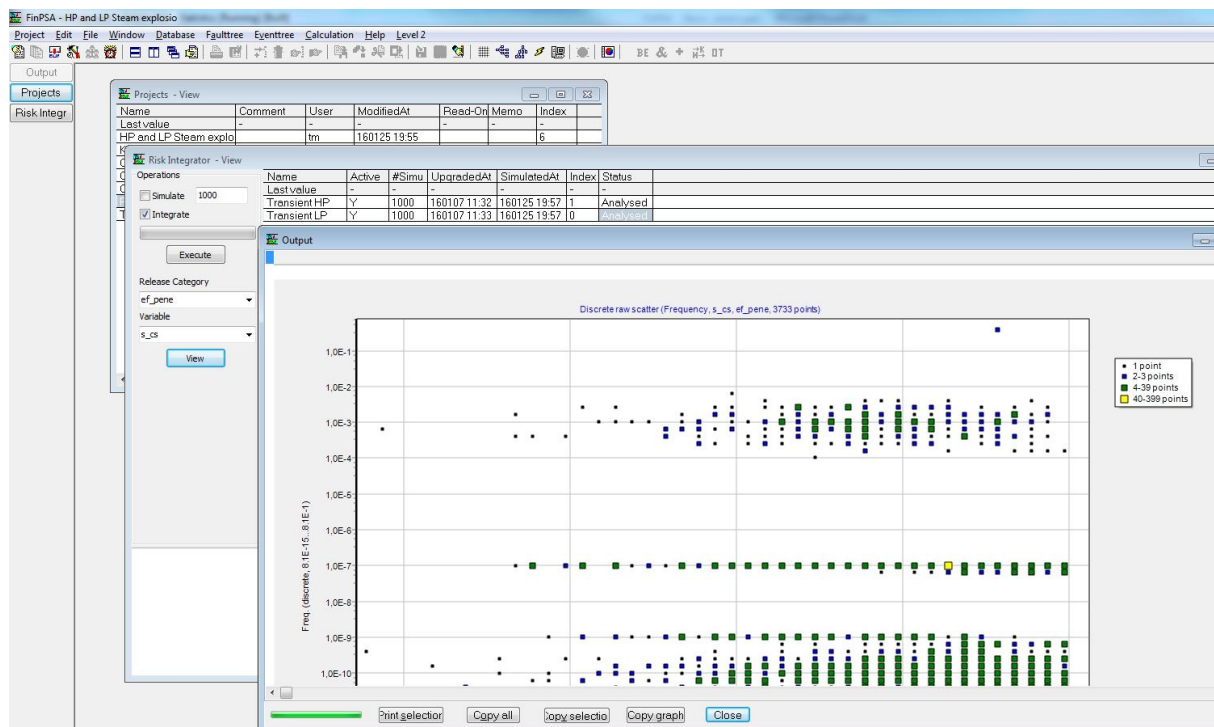 FinPSA - HP and LP Steam explosio
Project Edit File Window Database Faulttree Eventtree Calculation Help Level 2
BE & +
Output
Projects
Risk Integr
Projects - View
Name Comment User ModifiedAt Read-On Memo Index
Last value - - - - -
HP and LP Steam explo tm 160125 19:55 6
Risk Integrator - View
Operations
Simulate 1000
Integrate
Execute
Release Category
ef_pene
Variable
s_cs
View
Name Active #Simu UpgradedAt SimulatedAt Index Status
Last value - - - - - -
Transient HP Y 1000 160107 11:32 160125 19:57 1 Analysed
Transient LP Y 1000 160107 11:33 160125 19:57 0 Analysed
Output
Discrete raw scatter (Frequency, s_cs, ef_pene, 3733 points)
1,0E-1
1,0E-2
1,0E-3
1,0E-4
1,0E-5
1,0E-6
1,0E-7
1,0E-8
1,0E-9
1,0E-10
Freq. (discrete, 8.1E-15...8.1E-1)
1 point
2-3 points
4-39 points
40-399 points
Print selection
Copy all
Copy selectio
Copy graph
Close